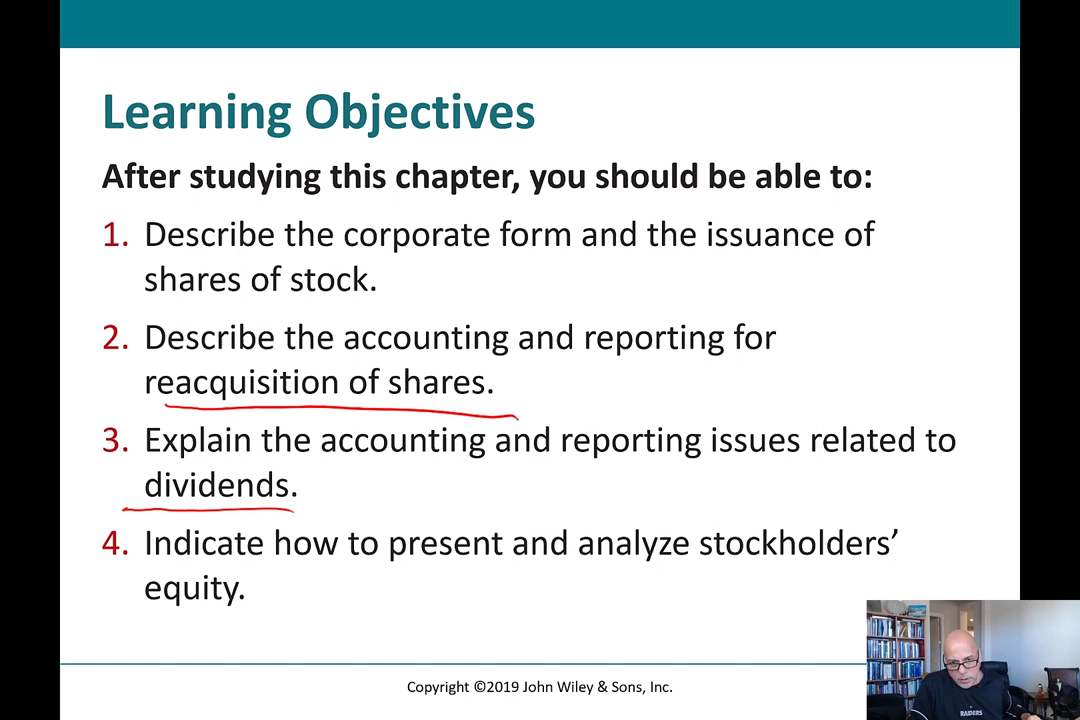 Learning Objectives
After studying this chapter, you should be able to:
1. Describe the corporate form and the issuance of
shares of stock.
2. Describe the accounting and reporting for
reacquisition of shares.
3. Explain the accounting and reporting issues related to
dividends.
4. Indicate how to present and analyze stockholders’
equity.
Copyright ©2019 John Wiley & Sons, Inc.
RAIDERS